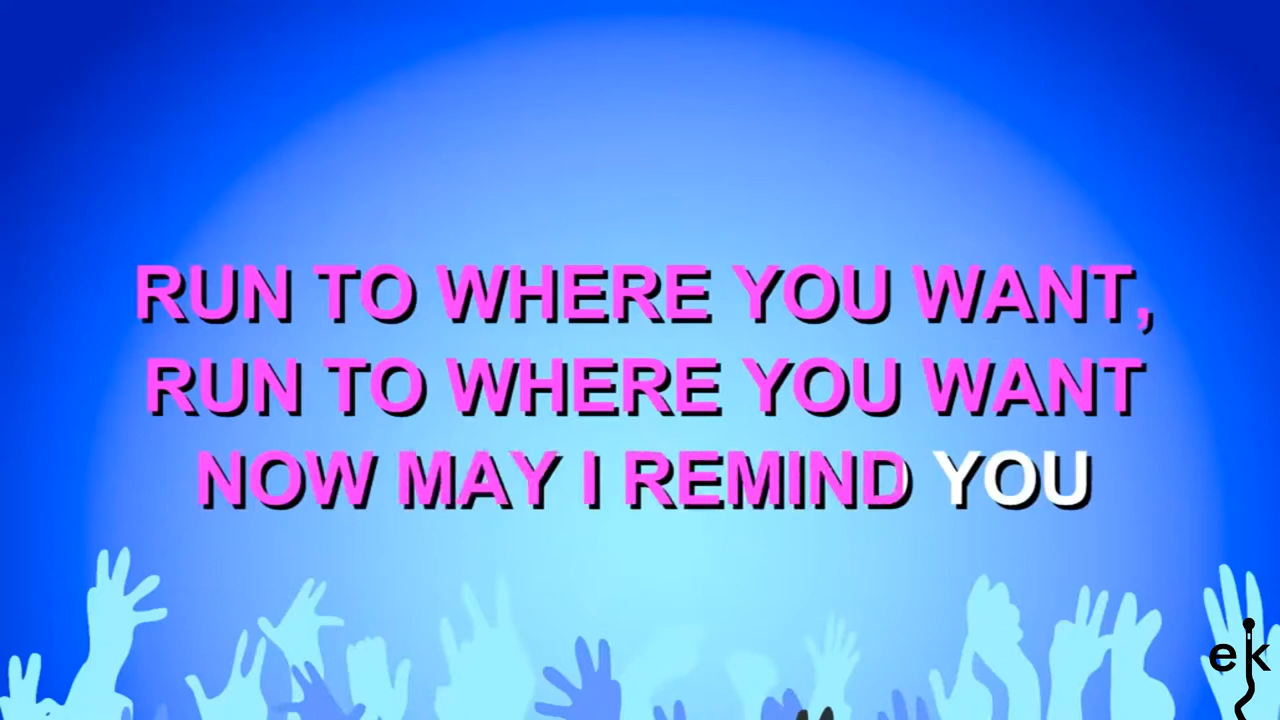 RUN TO WHERE YOU WANT,
RUN TO WHERE YOU WANT
NOW MAY I REMIND YOU
ek